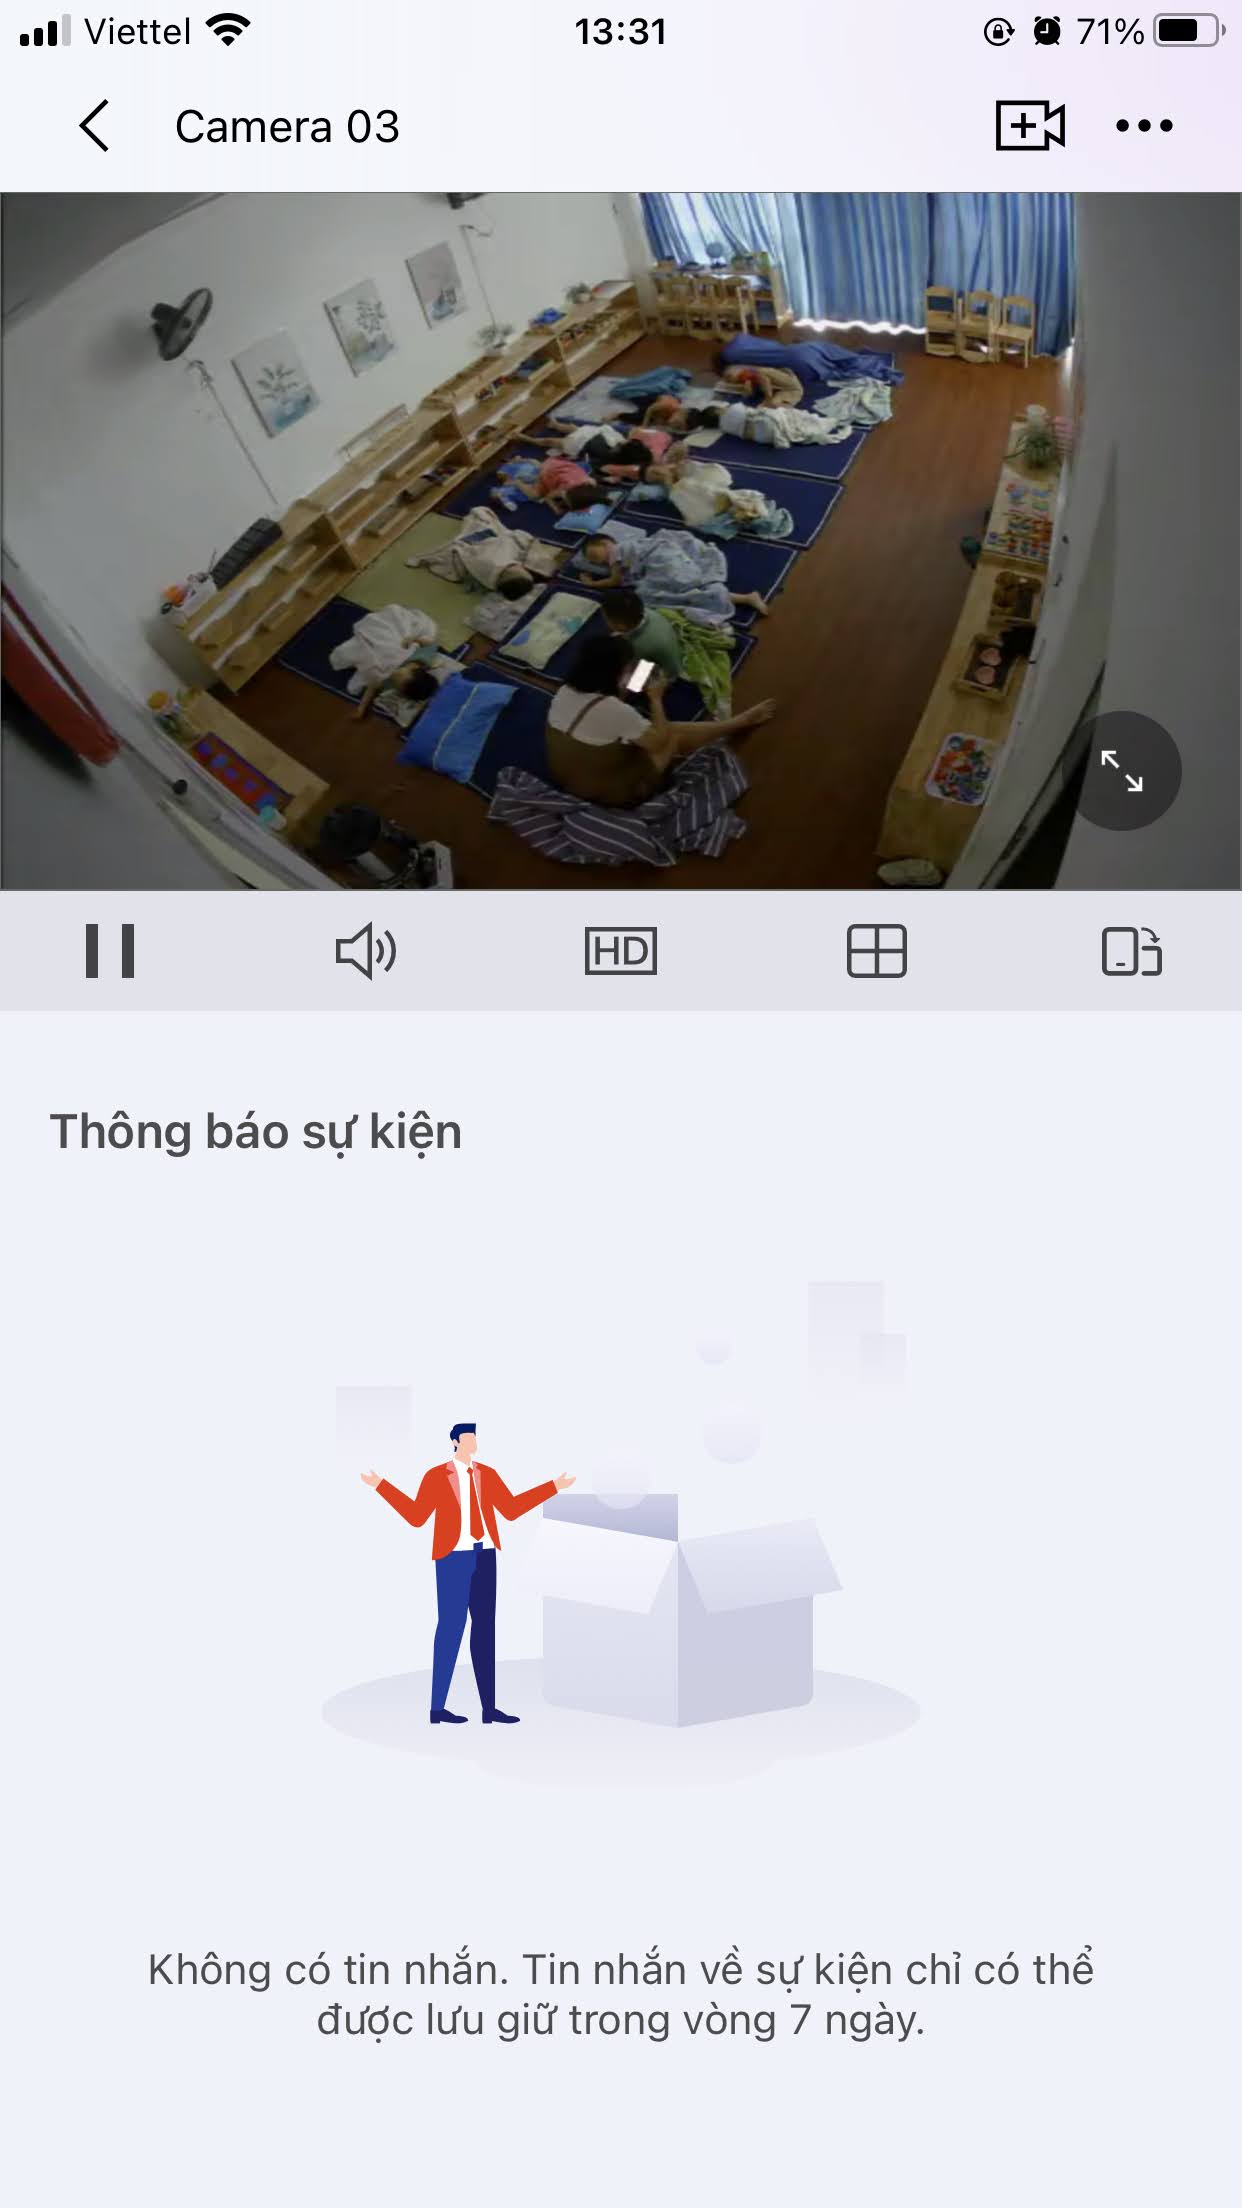 Viettel 13:31 71%
Camera 03
HD
Thông báo sự kiện
Không có tin nhắn. Tin nhắn về sự kiện chỉ có thể
được lưu giữ trong vòng 7 ngày.